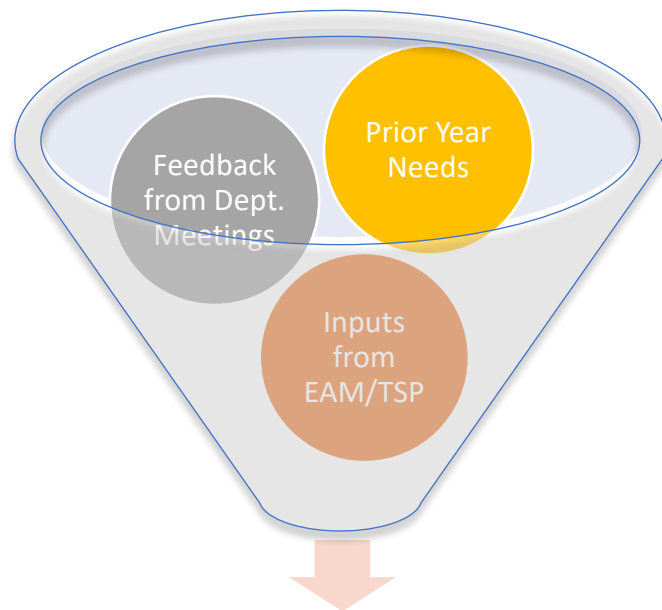 Prior Year
Needs
Feedback
from Dept.
Meetings
Inputs
from
EAM/TSP